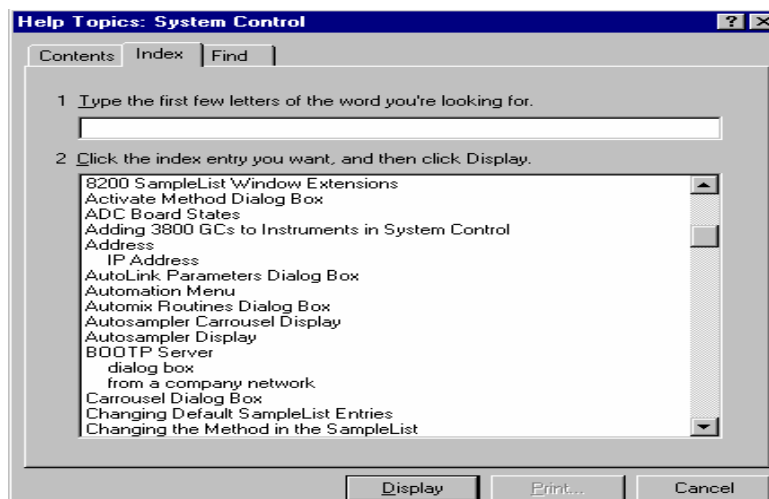 Help Topics: System Control
Contents Index Find
1 Type the first few letters of the word you're looking for.
2 Click the index entry you want, and then click Display.
8200 SampleList Window Extensions
Activate Method Dialog Box
ADC Board States
Adding 3800 GCs to Instruments in System Control
Address
IP Address
AutoLink Parameters Dialog Box
Automation Menu
Automix Routines Dialog Box
Autosampler Carrousel Display
Autosampler Display
BOOTP Server
dialog box
from a company network
Carrousel Dialog Box
Changing Default SampleList Entries
Changing the Method in the SampleList
Display Print... Cancel